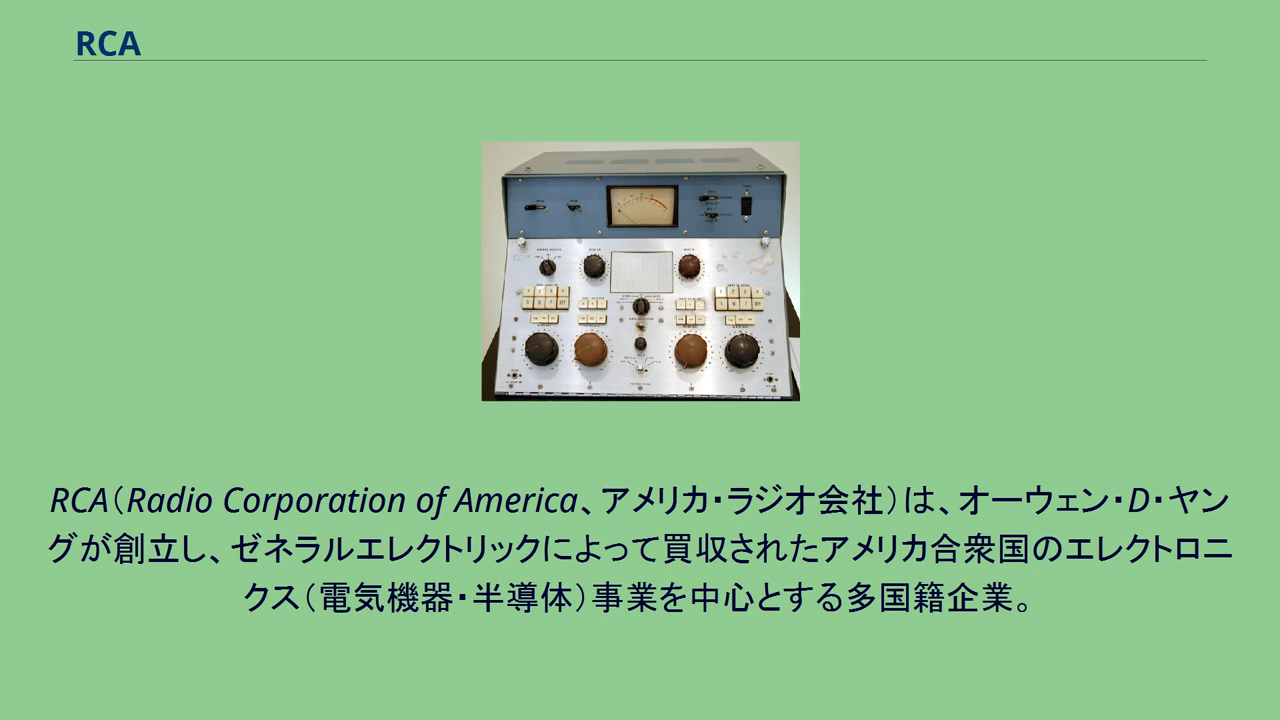 RCA
RCA（Radio Corporation of America、アメリカ・ラジオ会社）は、オーウェン・D・ヤン
グが創立し、ゼネラルエレクトリックによって買収されたアメリカ合衆国のエレクトロニ
クス（電気機器・半導体）事業を中心とする多国籍企業。